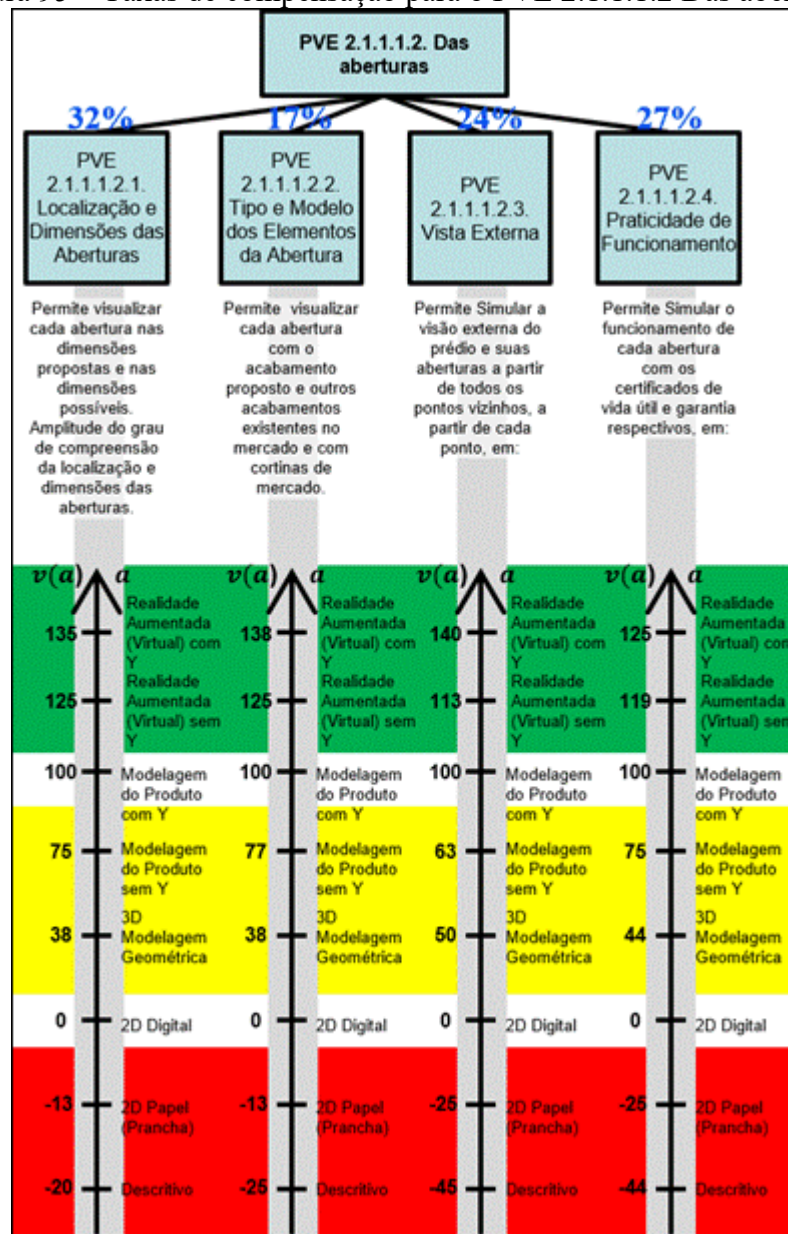 Taxas de compensação para o PVE 2.1.1.1.2 Das
PVE 2.1.1.1.2. Das
aberturas
32%
17%
24%
27%
PVE
2.1.1.1.2.1.
Localização e
Dimensões das
Aberturas
PVE
2.1.1.1.2.2.
Tipo e Modelo
dos Elementos
da Abertura
PVE
2.1.1.1.2.3.
Vista Externa
PVE
2.1.1.1.2.4.
Praticidade de
Funcionamento
Permite visualizar
cada abertura nas
dimensões
propostas e nas
dimensões
possíveis.
Amplitude do grau
de compreensão
da localização e
dimensões das
aberturas.
Permite visualizar
cada abertura
com o
acabamento
proposto e outros
acabamentos
existentes no
mercado e com
cortinas de
mercado.
Permite Simular a
visão externa do
prédio e suas
aberturas a partir
de todos os
pontos vizinhos, a
partir de cada
ponto, em:
Permite Simular o
funcionamento de
cada abertura
com os
certificados de
vida útil e garantia
respectivos, em:
v(a) a
135
Realidade
Aumentada
(Virtual) com
Y
125
Realidade
Aumentada
(Virtual) sem
Y
100
Modelagem
do Produto
com Y
75
Modelagem
do Produto
sem Y
38
3D
Modelagem
Geométrica
0
2D Digital
-13
2D Papel
(Prancha)
-20
Descritivo
v(a) a
138
Realidade
Aumentada
(Virtual) com
Y
125
Realidade
Aumentada
(Virtual) sem
Y
100
Modelagem
do Produto
com Y
77
Modelagem
do Produto
sem Y
38
3D
Modelagem
Geométrica
0
2D Digital
-13
2D Papel
(Prancha)
-25
Descritivo
v(a) a
140
Realidade
Aumentada
(Virtual) com
Y
113
Realidade
Aumentada
(Virtual) sem
Y
100
Modelagem
do Produto
com Y
63
Modelagem
do Produto
sem Y
50
3D
Modelagem
Geométrica
0
2D Digital
-25
2D Papel
(Prancha)
-45
Descritivo
v(a) a
125
Realidade
Aumentada
(Virtual) com
Y
119
Realidade
Aumentada
(Virtual) sem
Y
100
Modelagem
do Produto
com Y
75
Modelagem
do Produto
sem Y
44
3D
Modelagem
Geométrica
0
2D Digital
-25
2D Papel
(Prancha)
-44
Descritivo